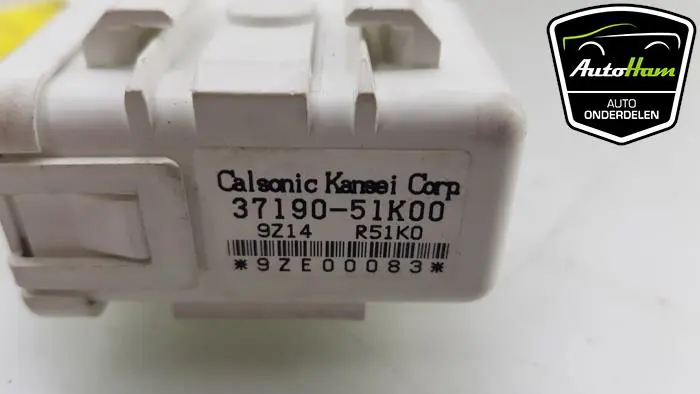 AutoHam
AUTO
ONDERDELEN
Calsonic Kansei Corp
37190-51K00
9Z14 R51K0
*9ZE00083*